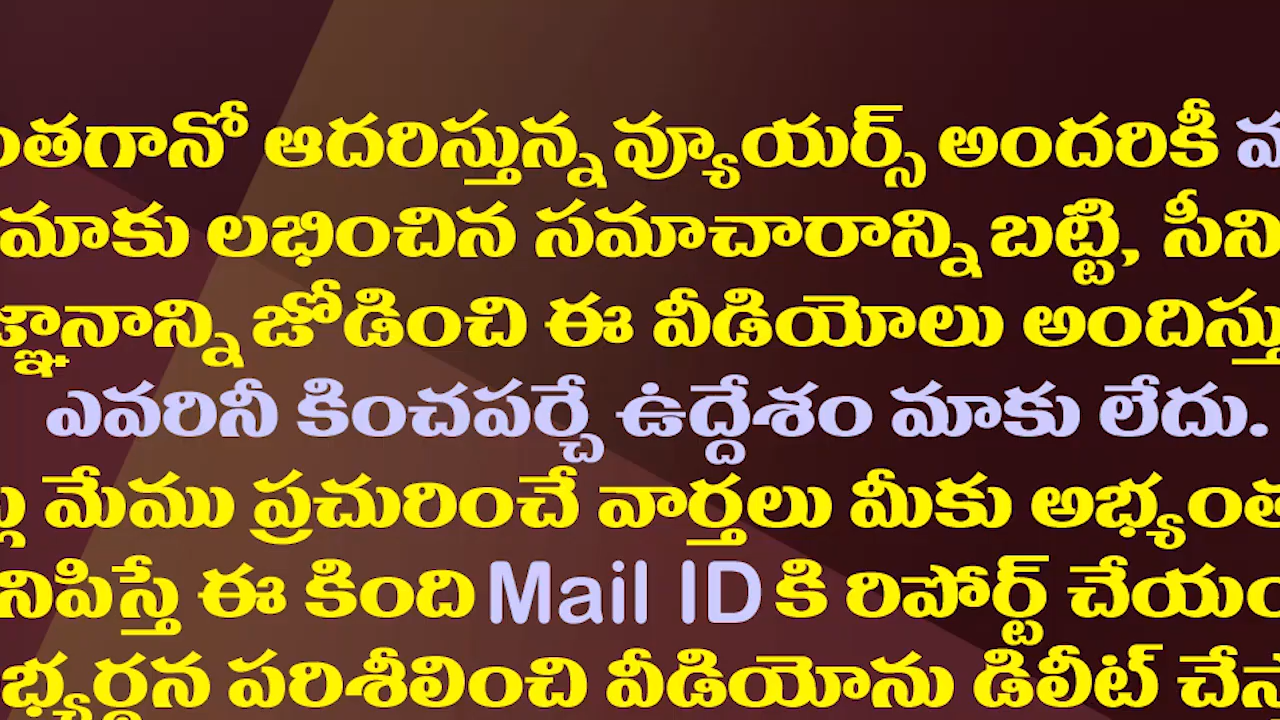 ంతగానో ఆదరిస్తున్న వ్యూయర్స్ అందరికీ
మాకు లభించిన సమాచారాన్ని బట్టి, సీని
జ్ఞానాన్ని జోడించి ఈ వీడియోలు అందిస్తు
ఎవరినీ కించపర్చే ఉద్దేశం మాకు లేదు.
ల్ల మేము ప్రచురించే వార్తలు మీకు అభ్యంత
నిపిస్తే ఈ కింది Mail ID కి రిపోర్ట్ చేయం
భ్యర్ధన పరిశీలించి వీడియోను డిలీట్ చేస